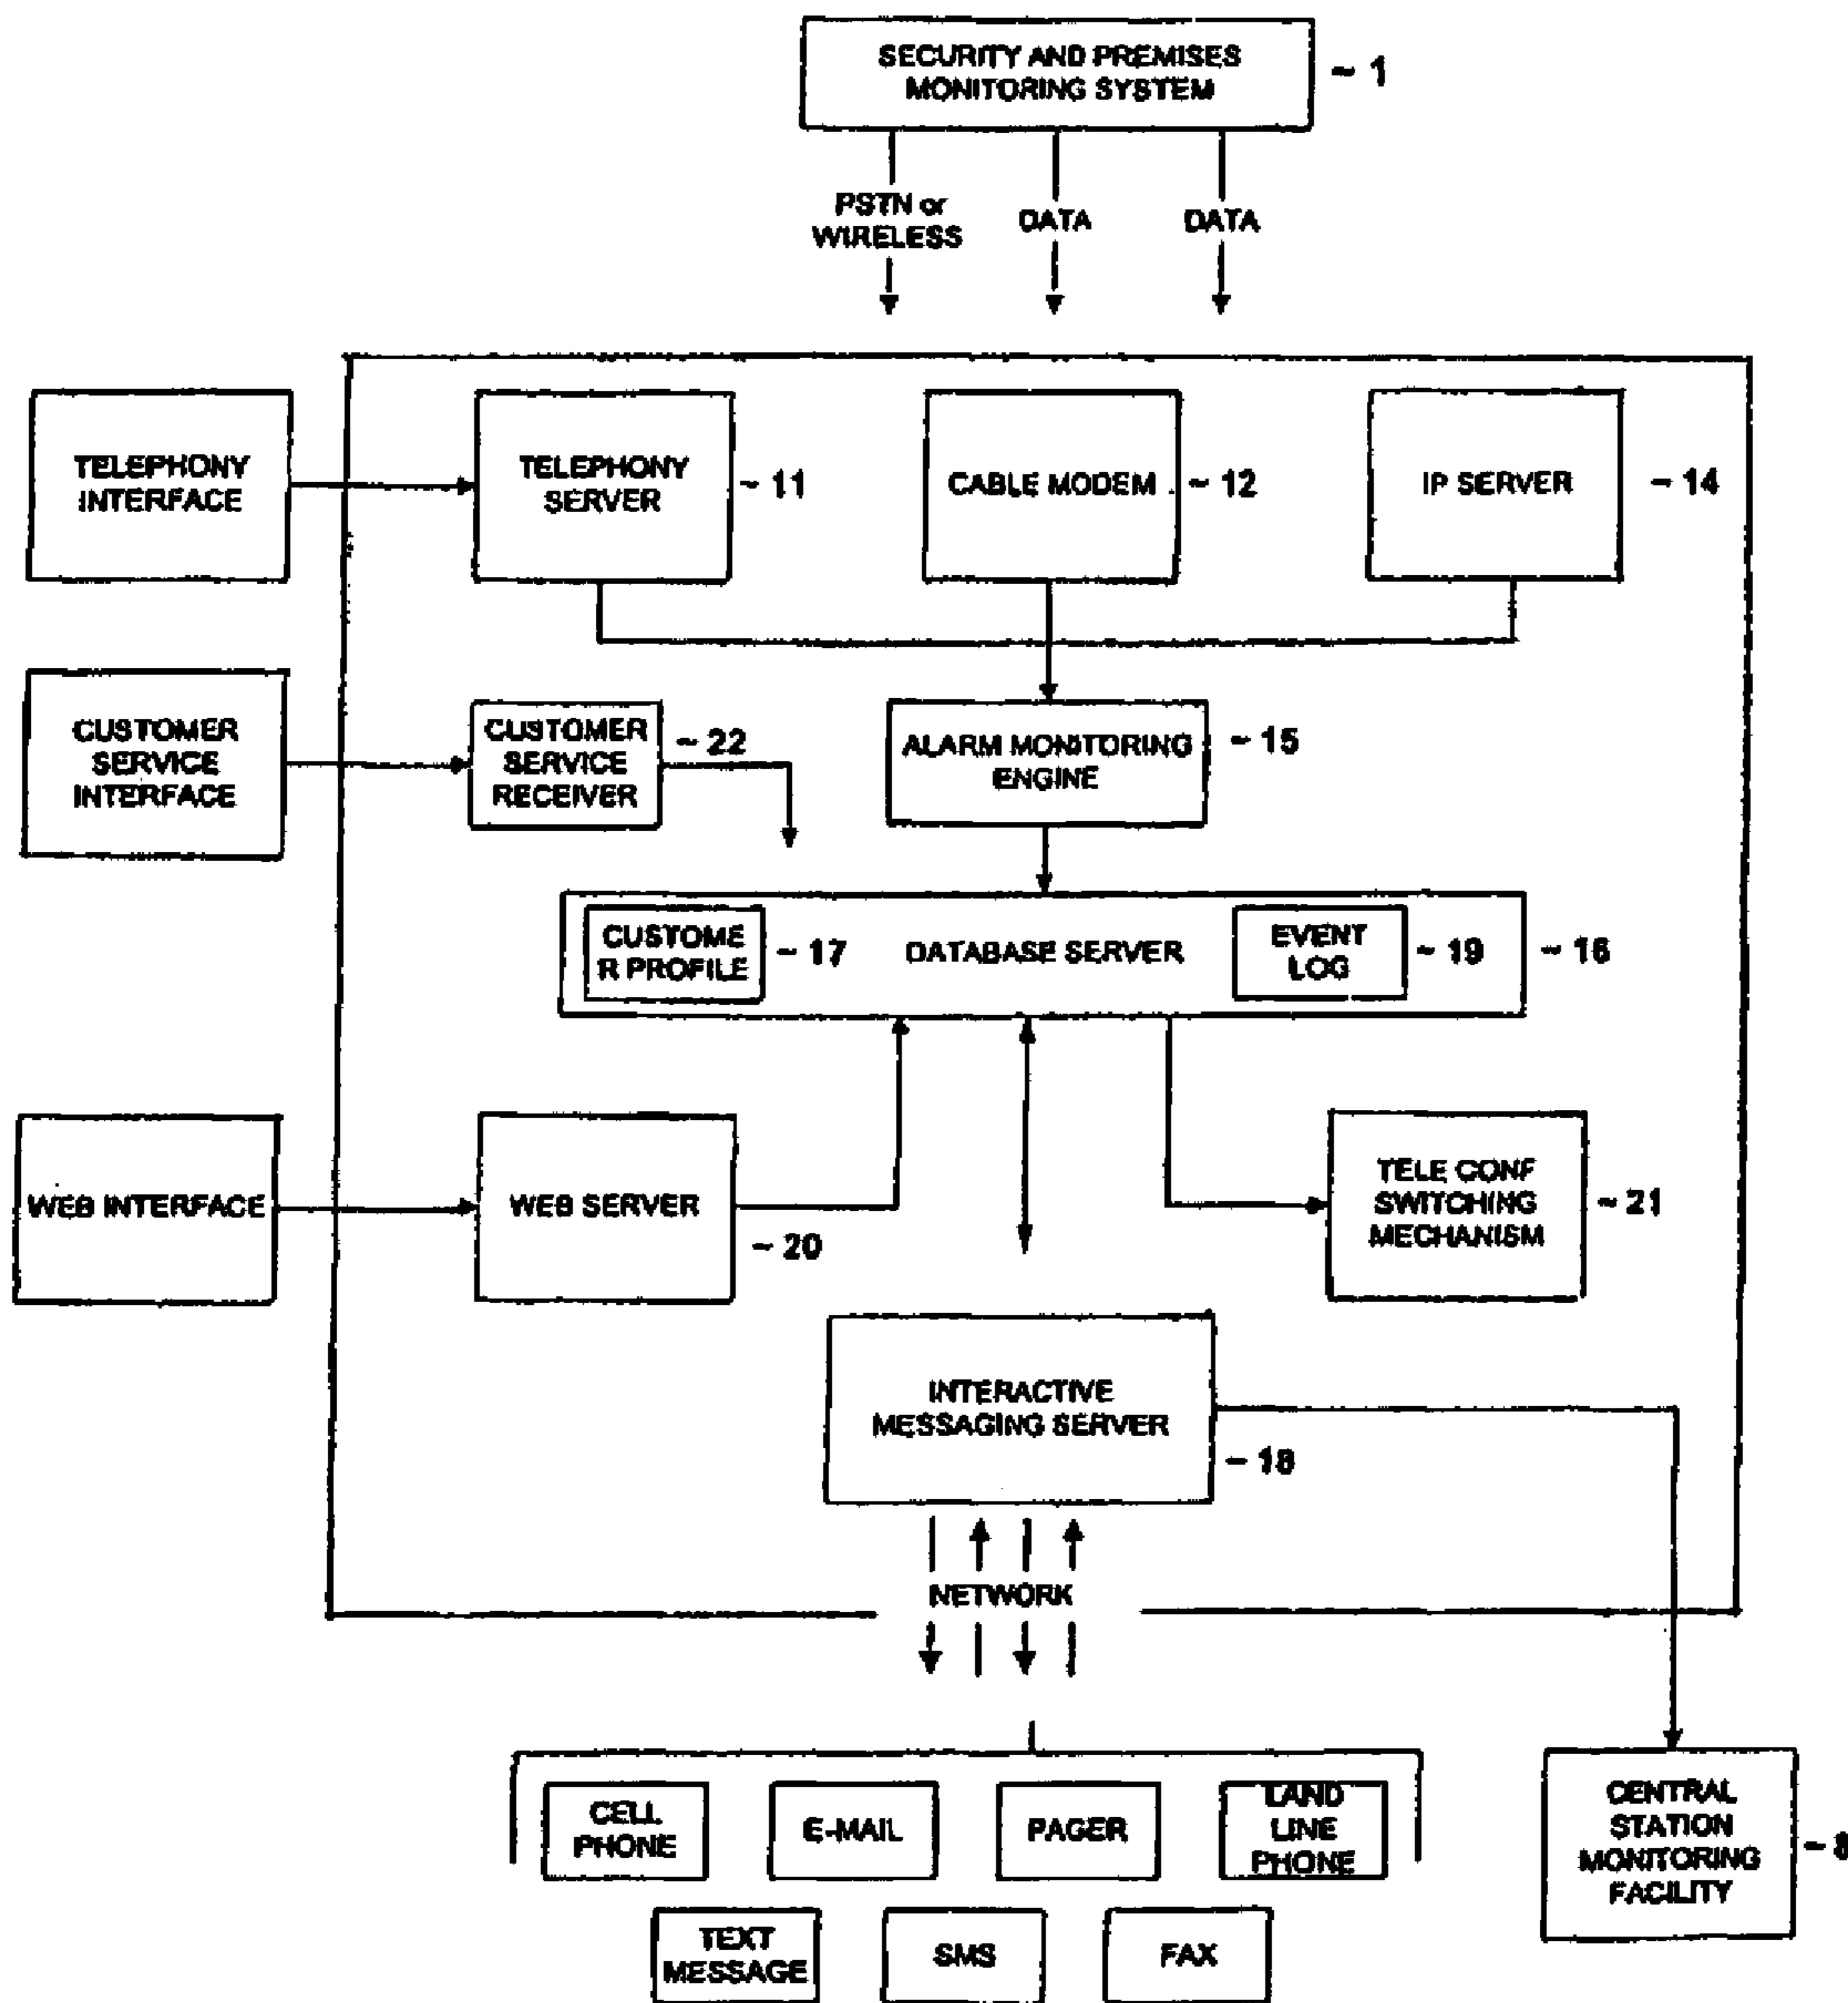 SECURITY AND PREMISES
MONITORING SYSTEM
~ 1
PSTN or
WIRELESS
DATA
DATA
TELEPHONY
INTERFACE
TELEPHONY
SERVER
~ 11
CABLE MODEM
~ 12
IP SERVER
~ 14
CUSTOMER
SERVICE
INTERFACE
CUSTOMER
SERVICE
RECEIVER
~ 22
ALARM MONITORING
ENGINE
~ 15
CUSTOME
R PROFILE
~ 17
DATABASE SERVER
EVENT
LOG
~ 19
~ 16
WEB INTERFACE
WEB SERVER
~ 20
TELE CONF
SWITCHING
MECHANISM
~ 21
INTERACTIVE
MESSAGING SERVER
~ 18
NETWORK
CELL
PHONE
E-MAIL
PAGER
LAND
LINE
PHONE
CENTRAL
STATION
MONITORING
FACILITY
~ 8
TEXT
MESSAGE
SMS
FAX